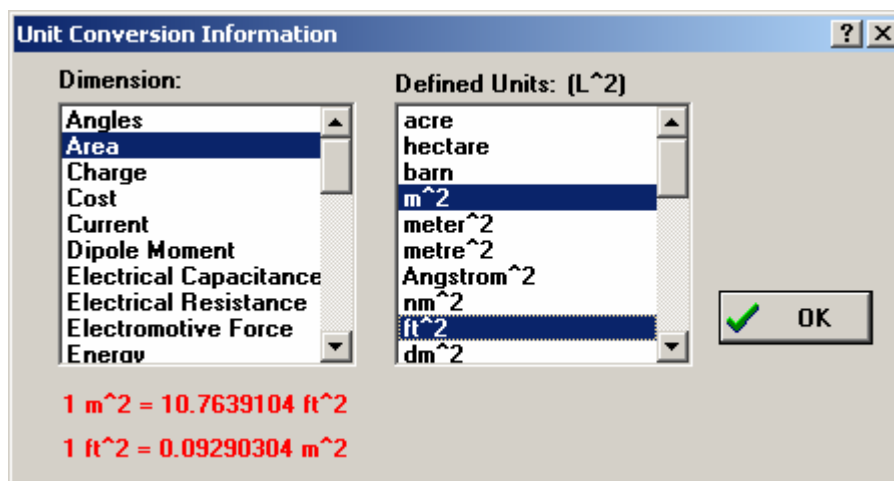 Unit Conversion Information
Dimension:
Angles
Area
Charge
Cost
Current
Dipole Moment
Electrical Capacitance
Electrical Resistance
Electromotive Force
Energy
Defined Units: (L^2)
acre
hectare
barn
m^2
meter^2
metre^2
Angstrom^2
nm^2
ft^2
dm^2
OK
1 m^2 = 10.7639104 ft^2
1 ft^2 = 0.09290304 m^2